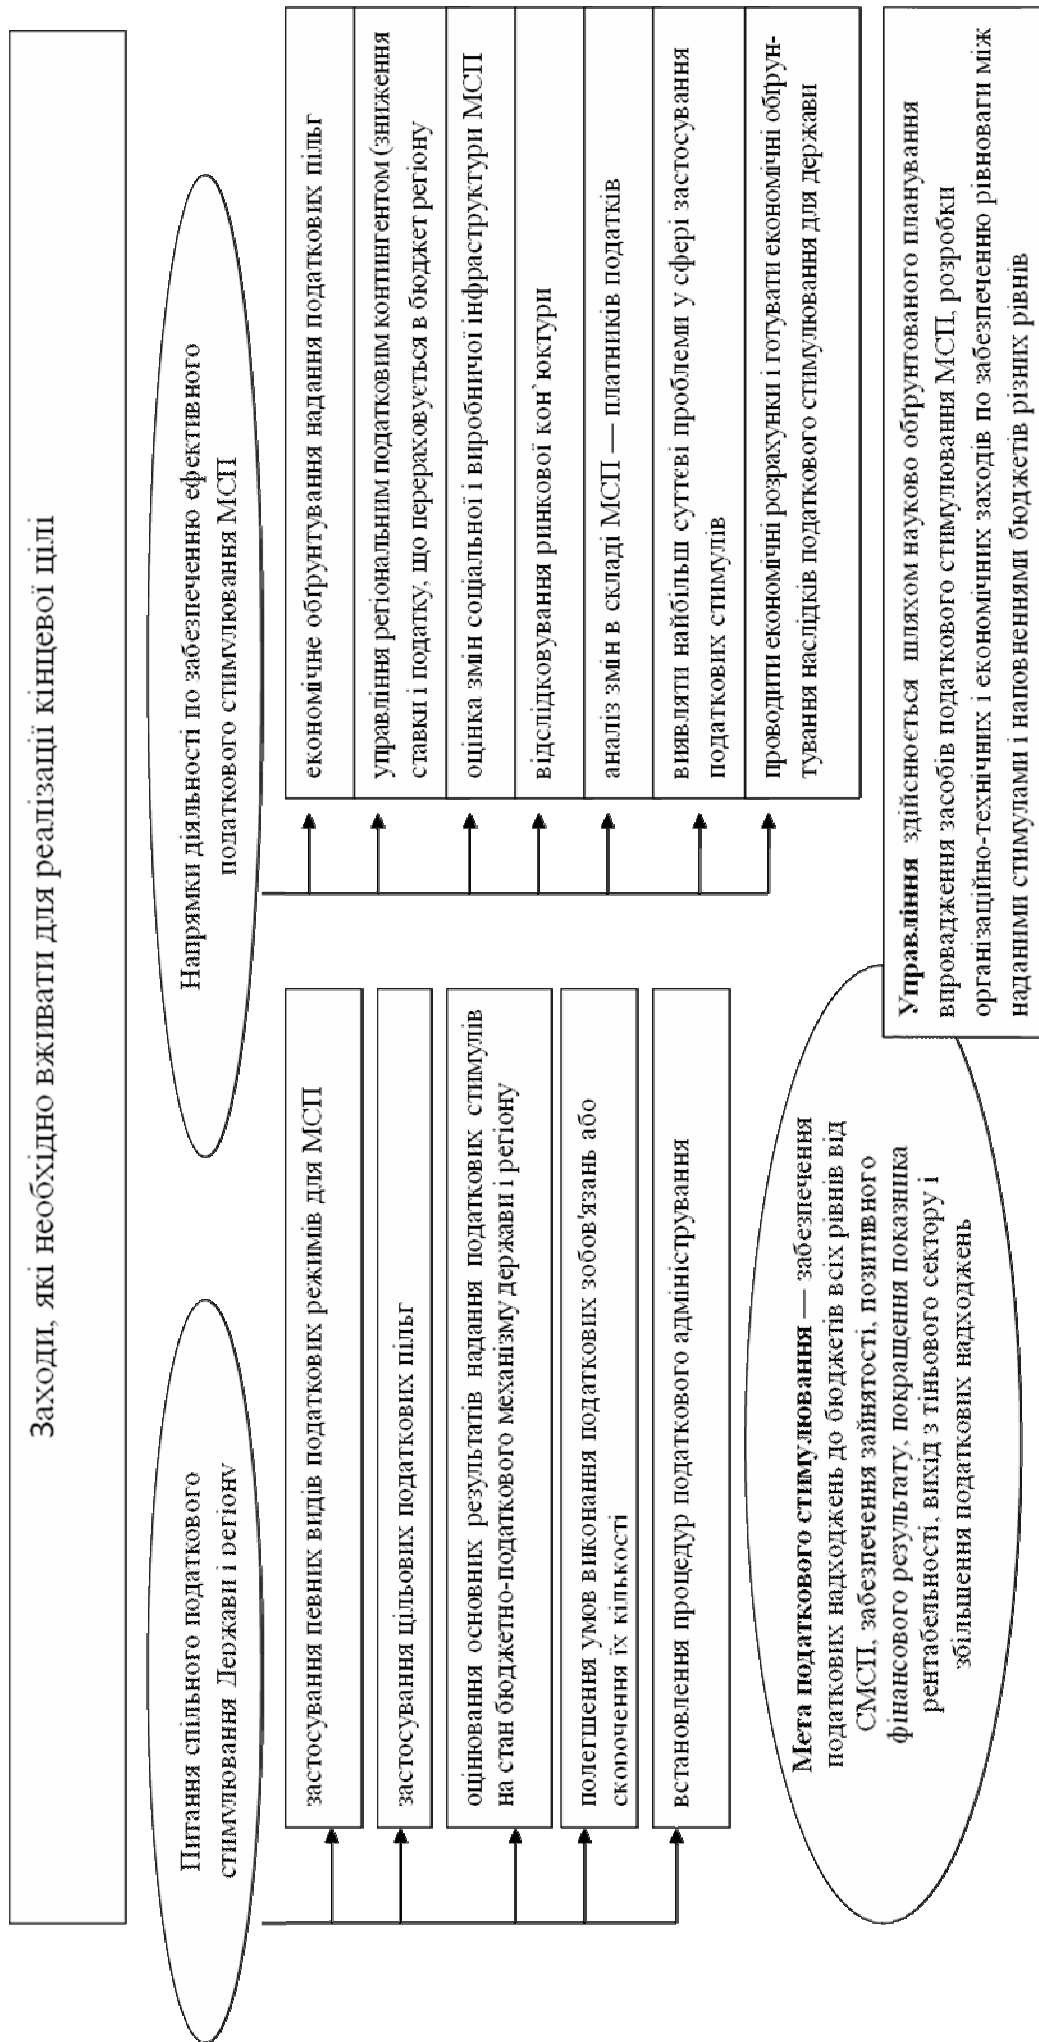 Заходи, які необхідно вживати для реалізації кінцевої цілі
Питання спільного податкового
стимулювання Держави і регіону
застосування певних видів податкових режимів для МСП
застосування цільових податкових пільг
оцінювання основних результатів надання податкових стимулів
на стан бюджетно-податкового механізму держави і регіону
полегшення умов виконання податкових зобов'язань або
скорочення їх кількості
встановлення процедур податкового адміністрування
Мета податкового стимулювання — забезпечення
податкових надходжень до бюджетів всіх рівнів від
СМСП, забезпечення зайнятості, позитивного
фінансового результату, покращення показника
рентабельності, вихід з тіньового сектору і
збільшення податкових надходжень
Напрямки діяльності по забезпеченню ефективного
податкового стимулювання МСП
економічне обґрунтування надання податкових пільг
управління регіональним податковим контингентом (зниження
ставки і податку, що перераховується в бюджет регіону
оцінка змін соціальної і виробничої інфраструктури МСП
відслідковування ринкової кон`юктури
аналіз змін в складі МСП — платників податків
виявляти найбільш суттєві проблеми у сфері застосування
податкових стимулів
проводити економічні розрахунки і готувати економічні обґрун-
тування наслідків податкового стимулювання для держави
Управління здійснюється шляхом науково обґрунтованого планування
впровадження засобів податкового стимулювання МСП, розробки
організаційно-технічних і економічних заходів по забезпеченню рівноваги між
наданими стимулами і наповненнями бюджетів різних рівнів